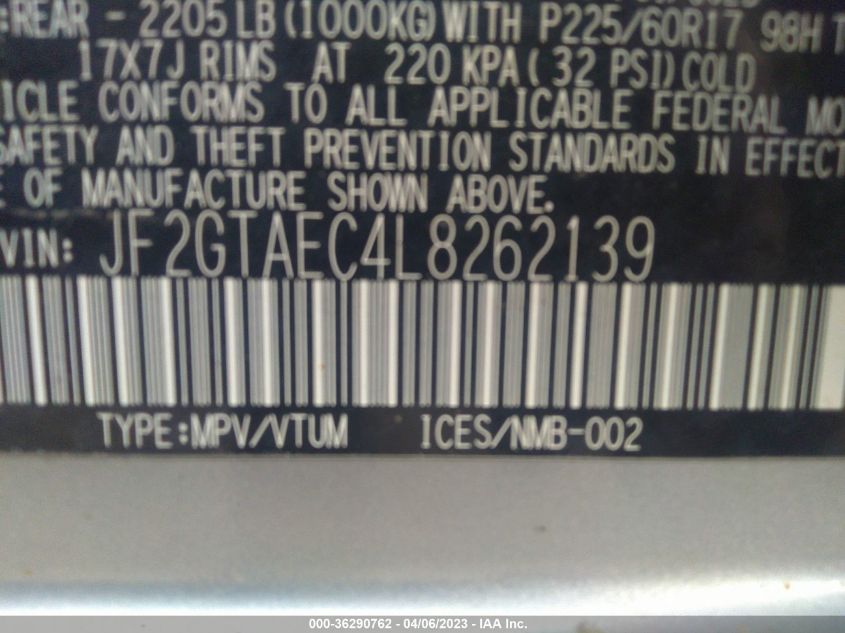 :REAR - 2205 LB (1000KG) WITH P225/60R17 98H
17X7J RIMS AT 220 KPA ( 32 PSI) COLD
ICLE CONFORMS TO ALL APPLICABLE FEDERAL MO
SAFETY AND THEFT PREVENTION STANDARDS IN EFFECT
E OF MANUFACTURE SHOWN ABOVE.
VIN: JF2GTAEC4L8262139
TYPE:MPV/VTUM ICES/NMB-002
000-36290762 - 04/06/2023 - IAA Inc.